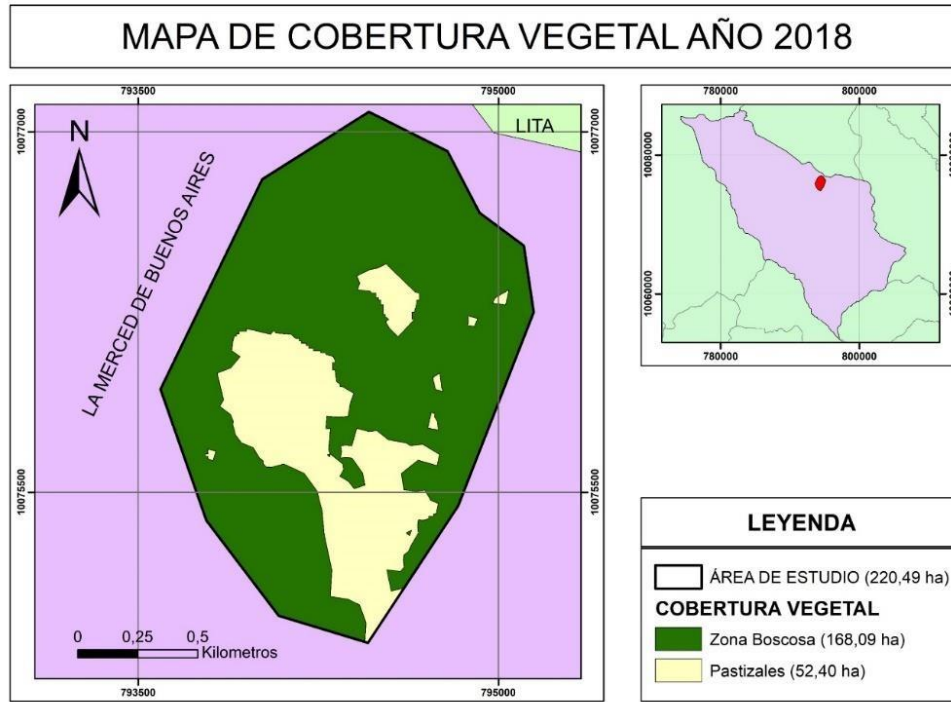 MAPA DE COBERTURA VEGETAL AÑO 2018
793500 795000
10077000
10075500
N
LITA
LA MERCED DE BUENOS AIRES
0 0,25 0,5
Kilometros
793500 795000
780000 800000
10080000
10060000
780000 800000
LEYENDA
ÁREA DE ESTUDIO (220,49 ha)
COBERTURA VEGETAL
Zona Boscosa (168,09 ha)
Pastizales (52,40 ha)